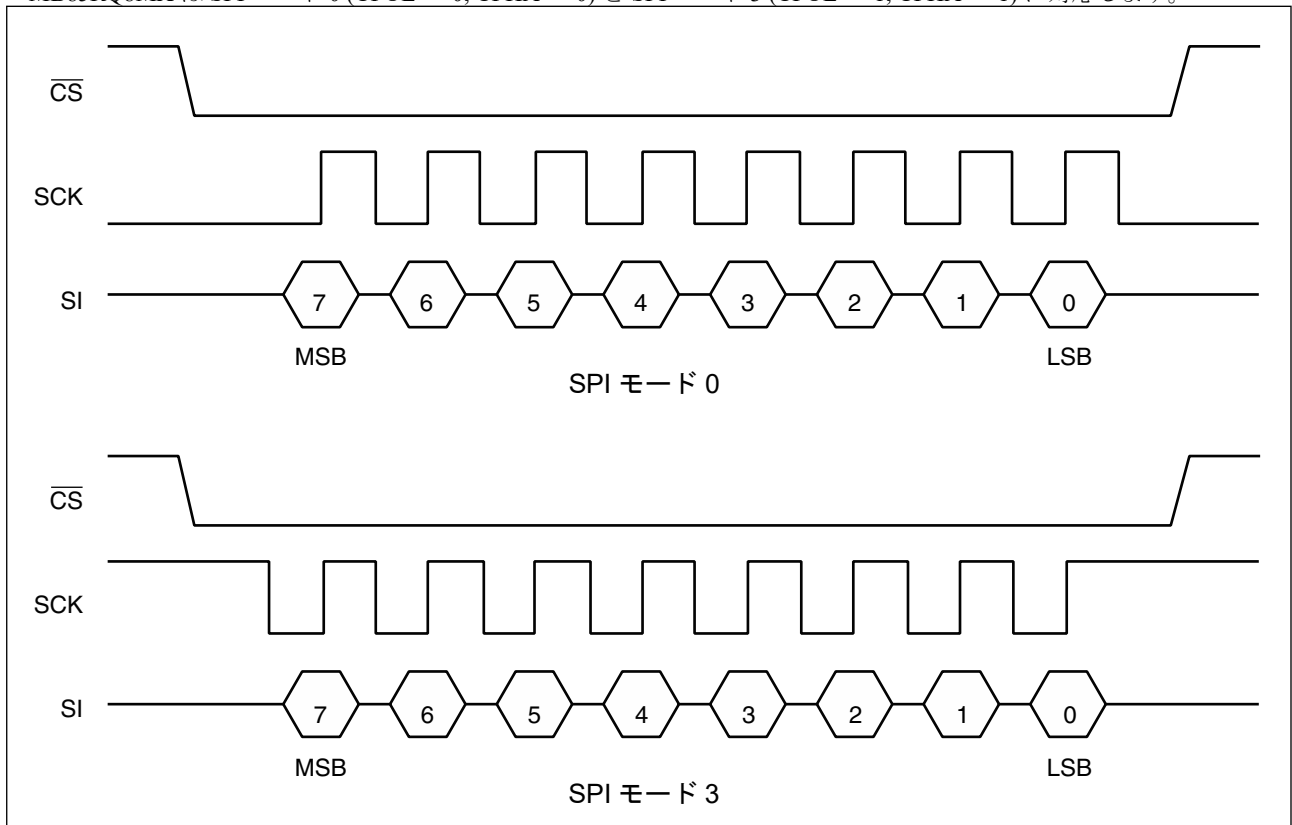 CS
SCK
SI
7 6 5 4 3 2 1 0
MSB LSB
SPI モード 0
CS
SCK
SI
7 6 5 4 3 2 1 0
MSB LSB
SPI モード 3